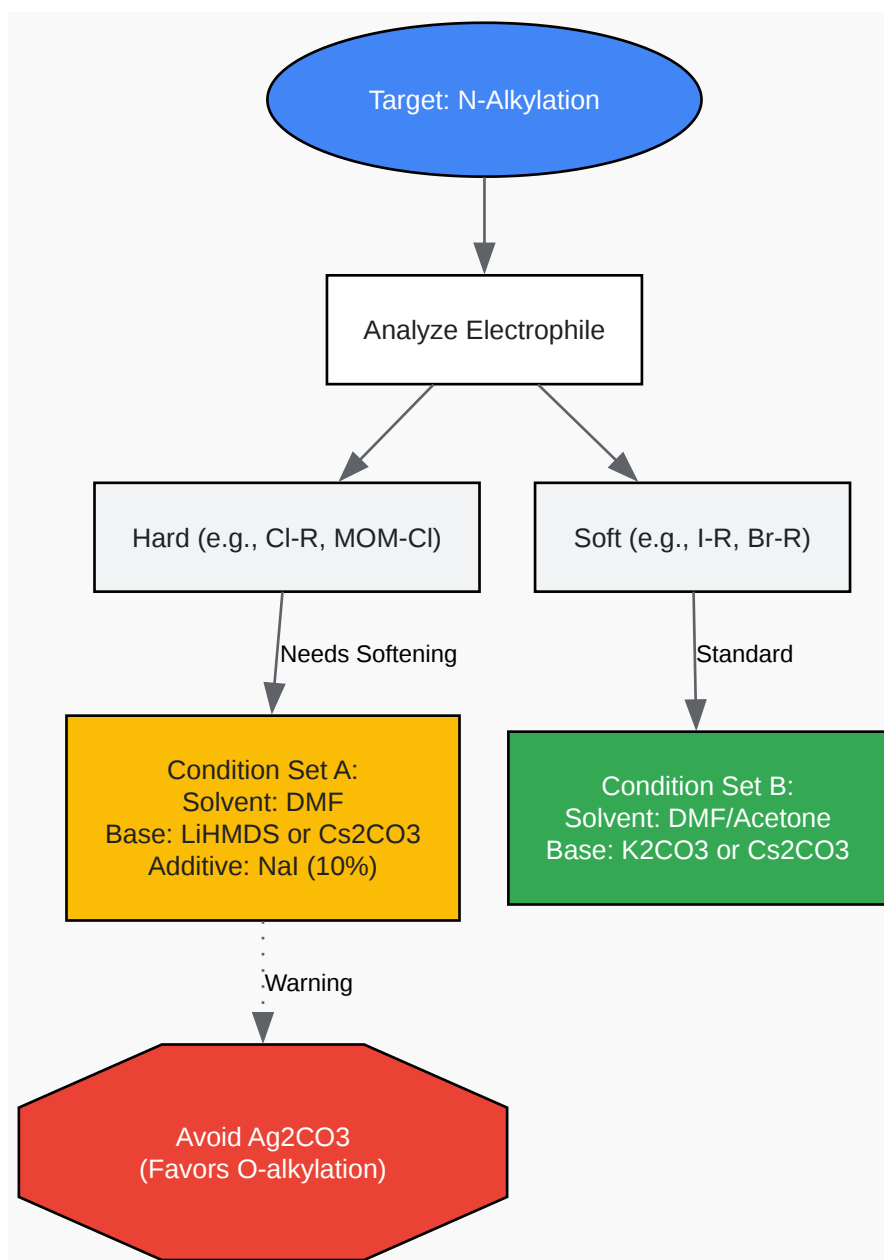 Target: N-Alkylation
Analyze Electrophile
Hard (e.g., Cl-R, MOM-Cl)
Soft (e.g., I-R, Br-R)
Needs Softening
Standard
Condition Set A:
Solvent: DMF
Base: LiHMDS or Cs2CO3
Additive: NaI (10%)
Condition Set B:
Solvent: DMF/Acetone
Base: K2CO3 or Cs2CO3
Warning
Avoid Ag2CO3
(Favors O-alkylation)